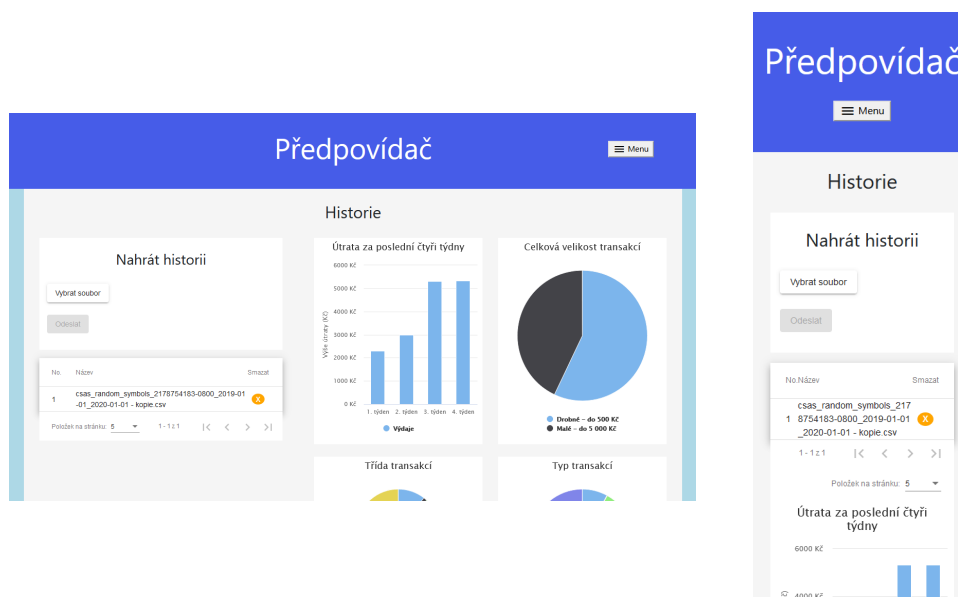 Předpovídač
Menu
Historie
Nahrát historii
Vybrat soubor
Odeslat
No. Název Smazat
1 csas_random_symbols_2178754183-0800_2019-01
-01_2020-01-01 - kopie.csv X
Položek na stránku: 5 1 - 1 z 1
Útrata za poslední čtyři týdny
6000 Kč
5000 Kč
4000 Kč
3000 Kč
2000 Kč
1000 Kč
0 Kč
Výše útraty (Kč)
1. týden 2. týden 3. týden 4. týden
Výdaje
Celková velikost transakcí
Drobné – do 500 Kč
Malé – do 5 000 Kč
Třída transakcí
Typ transakcí
Předpovídač
Menu
Historie
Nahrát historii
Vybrat soubor
Odeslat
No. Název Smazat
csas_random_symbols_217
1 8754183-0800_2019-01-01 X
_2020-01-01 - kopie.csv
1 - 1 z 1
Položek na stránku: 5
Útrata za poslední čtyři
týdny
6000 Kč
4000 Kč